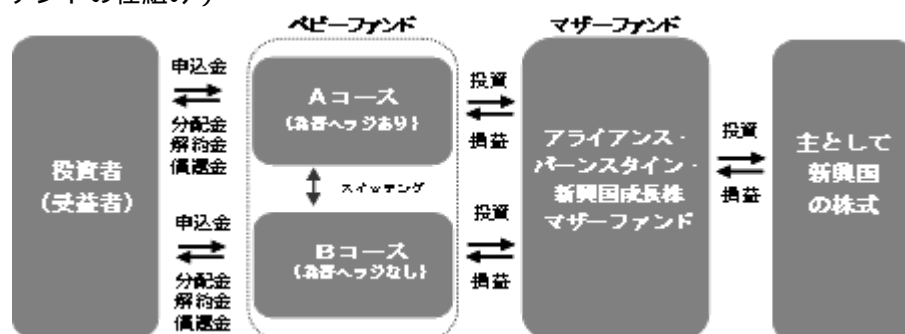 ァンドの仕組み)
ベビーファンド
マザーファンド
投資者
(受益者)
申込金
分配金
解約金
償還金
Aコース
(為替ヘッジあり)
スイッチング
申込金
分配金
解約金
償還金
Bコース
(為替ヘッジなし)
投資
損益
投資
損益
アライアンス・
バーンスタイン・
新興国成長株
マザーファンド
投資
損益
主として
新興国
の株式